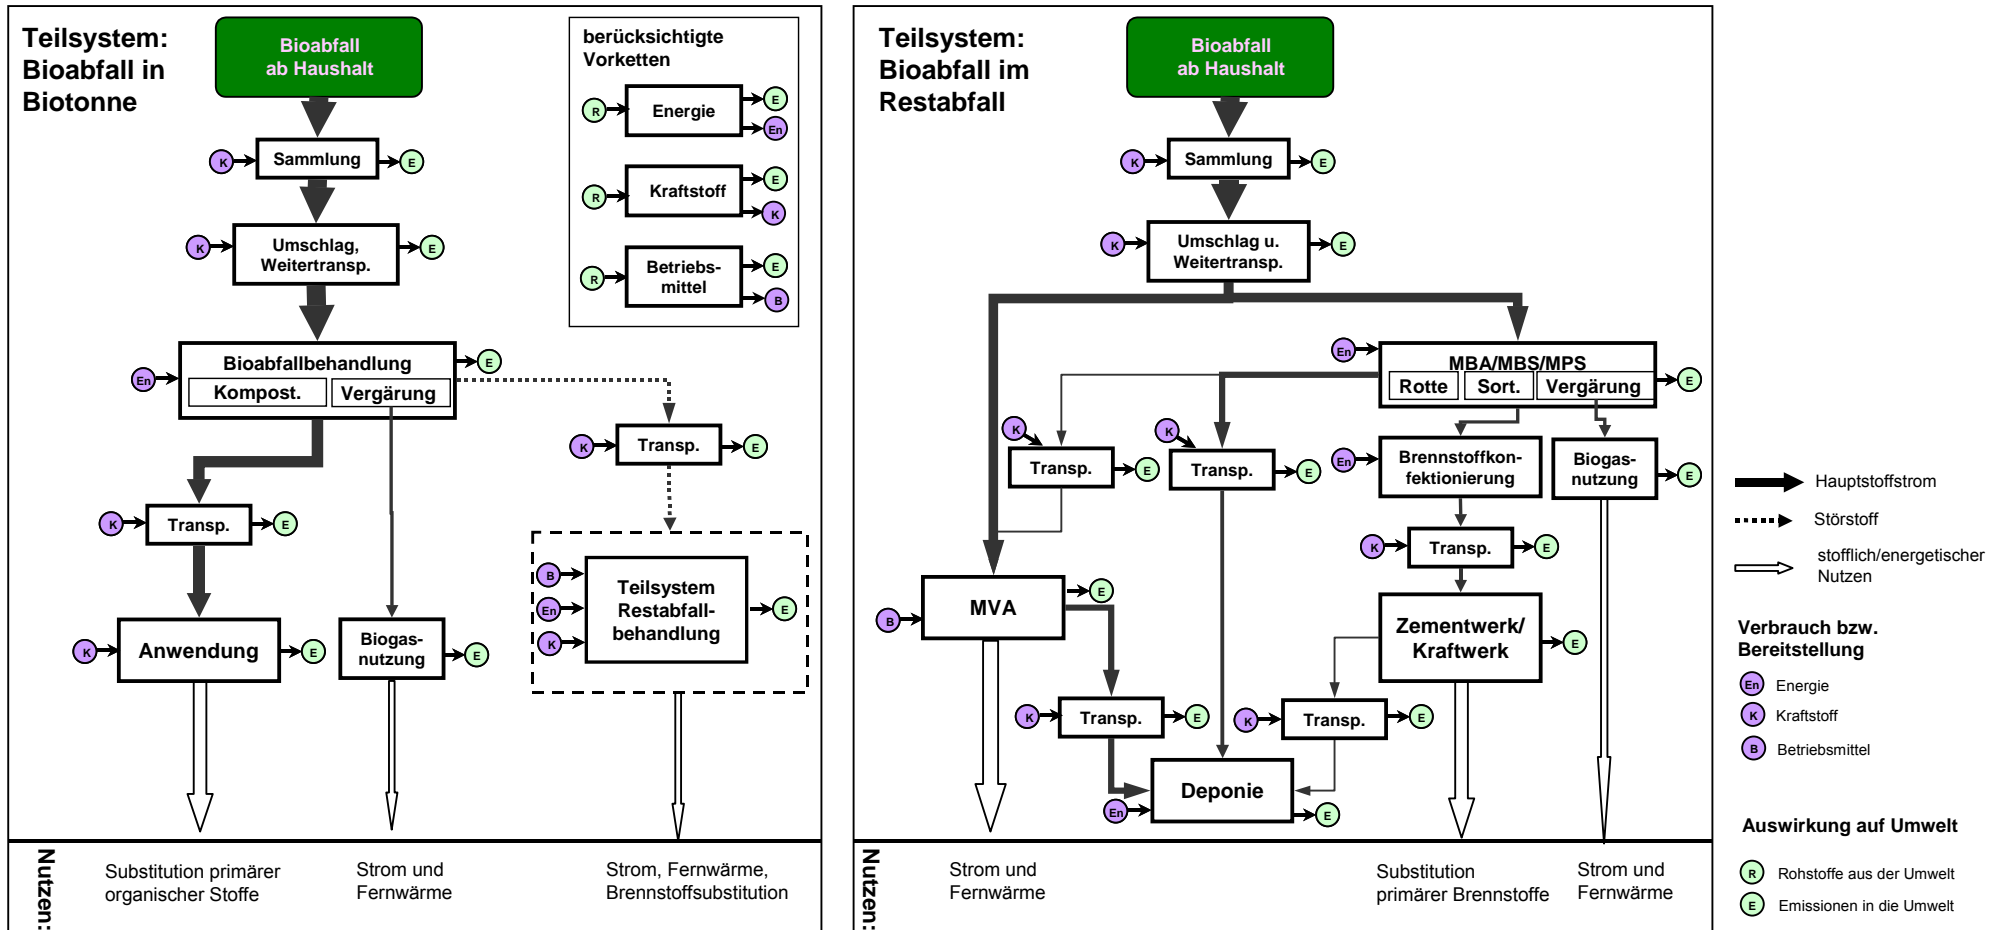 Teilsystem:
Bioabfall in
Biotonne
Bioabfall
ab Haushalt
K
Sammlung
E
K
Umschlag,
Weitertransp.
E
Bioabfallbehandlung
E
En
Kompost.
Vergärung
K
Transp.
E
K
Transp.
E
K
Anwendung
E
Biogas-
nutzung
E
B
En
K
Teilsystem
Restabfall-
behandlung
E
berücksichtigte
Vorketten
R
Energie
E
En
R
Kraftstoff
E
K
R
Betriebs-
mittel
E
B
Nutzen:
Substitution primärer
organischer Stoffe
Strom und
Fernwärme
Strom, Fernwärme,
Brennstoffsubstitution
Teilsystem:
Bioabfall im
Restabfall
Bioabfall
ab Haushalt
K
Sammlung
E
K
Umschlag u.
Weitertransp.
E
En
MBA/MBS/MPS
Rotte
Sort.
Vergärung
E
K
Transp.
E
K
Transp.
E
En
Brennstoffkon-
fektionierung
Biogas-
nutzung
E
K
Transp.
E
B
MVA
E
Zementwerk/
Kraftwerk
E
K
Transp.
E
K
Transp.
E
En
Deponie
E
Nutzen:
Strom und
Fernwärme
Substitution
primärer Brennstoffe
Strom und
Fernwärme
Hauptstoffstrom
Störstoff
stofflich/energetischer
Nutzen
Verbrauch bzw.
Bereitstellung
En Energie
K Kraftstoff
B Betriebsmittel
Auswirkung auf Umwelt
R Rohstoffe aus der Umwelt
E Emissionen in die Umwelt